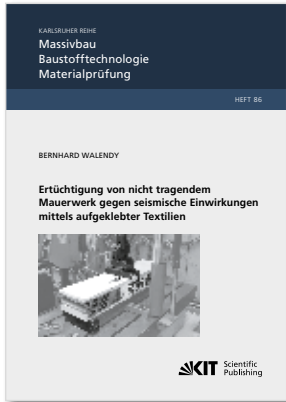 KARLSRUHER REIHE
Massivbau
Baustofftechnologie
Materialprüfung
HEFT 86
BERNHARD WALENDY
Ertüchtigung von nicht tragendem
Mauerwerk gegen seismische Einwirkungen
mittels aufgeklebter Textilien
KIT Scientific
Publishing